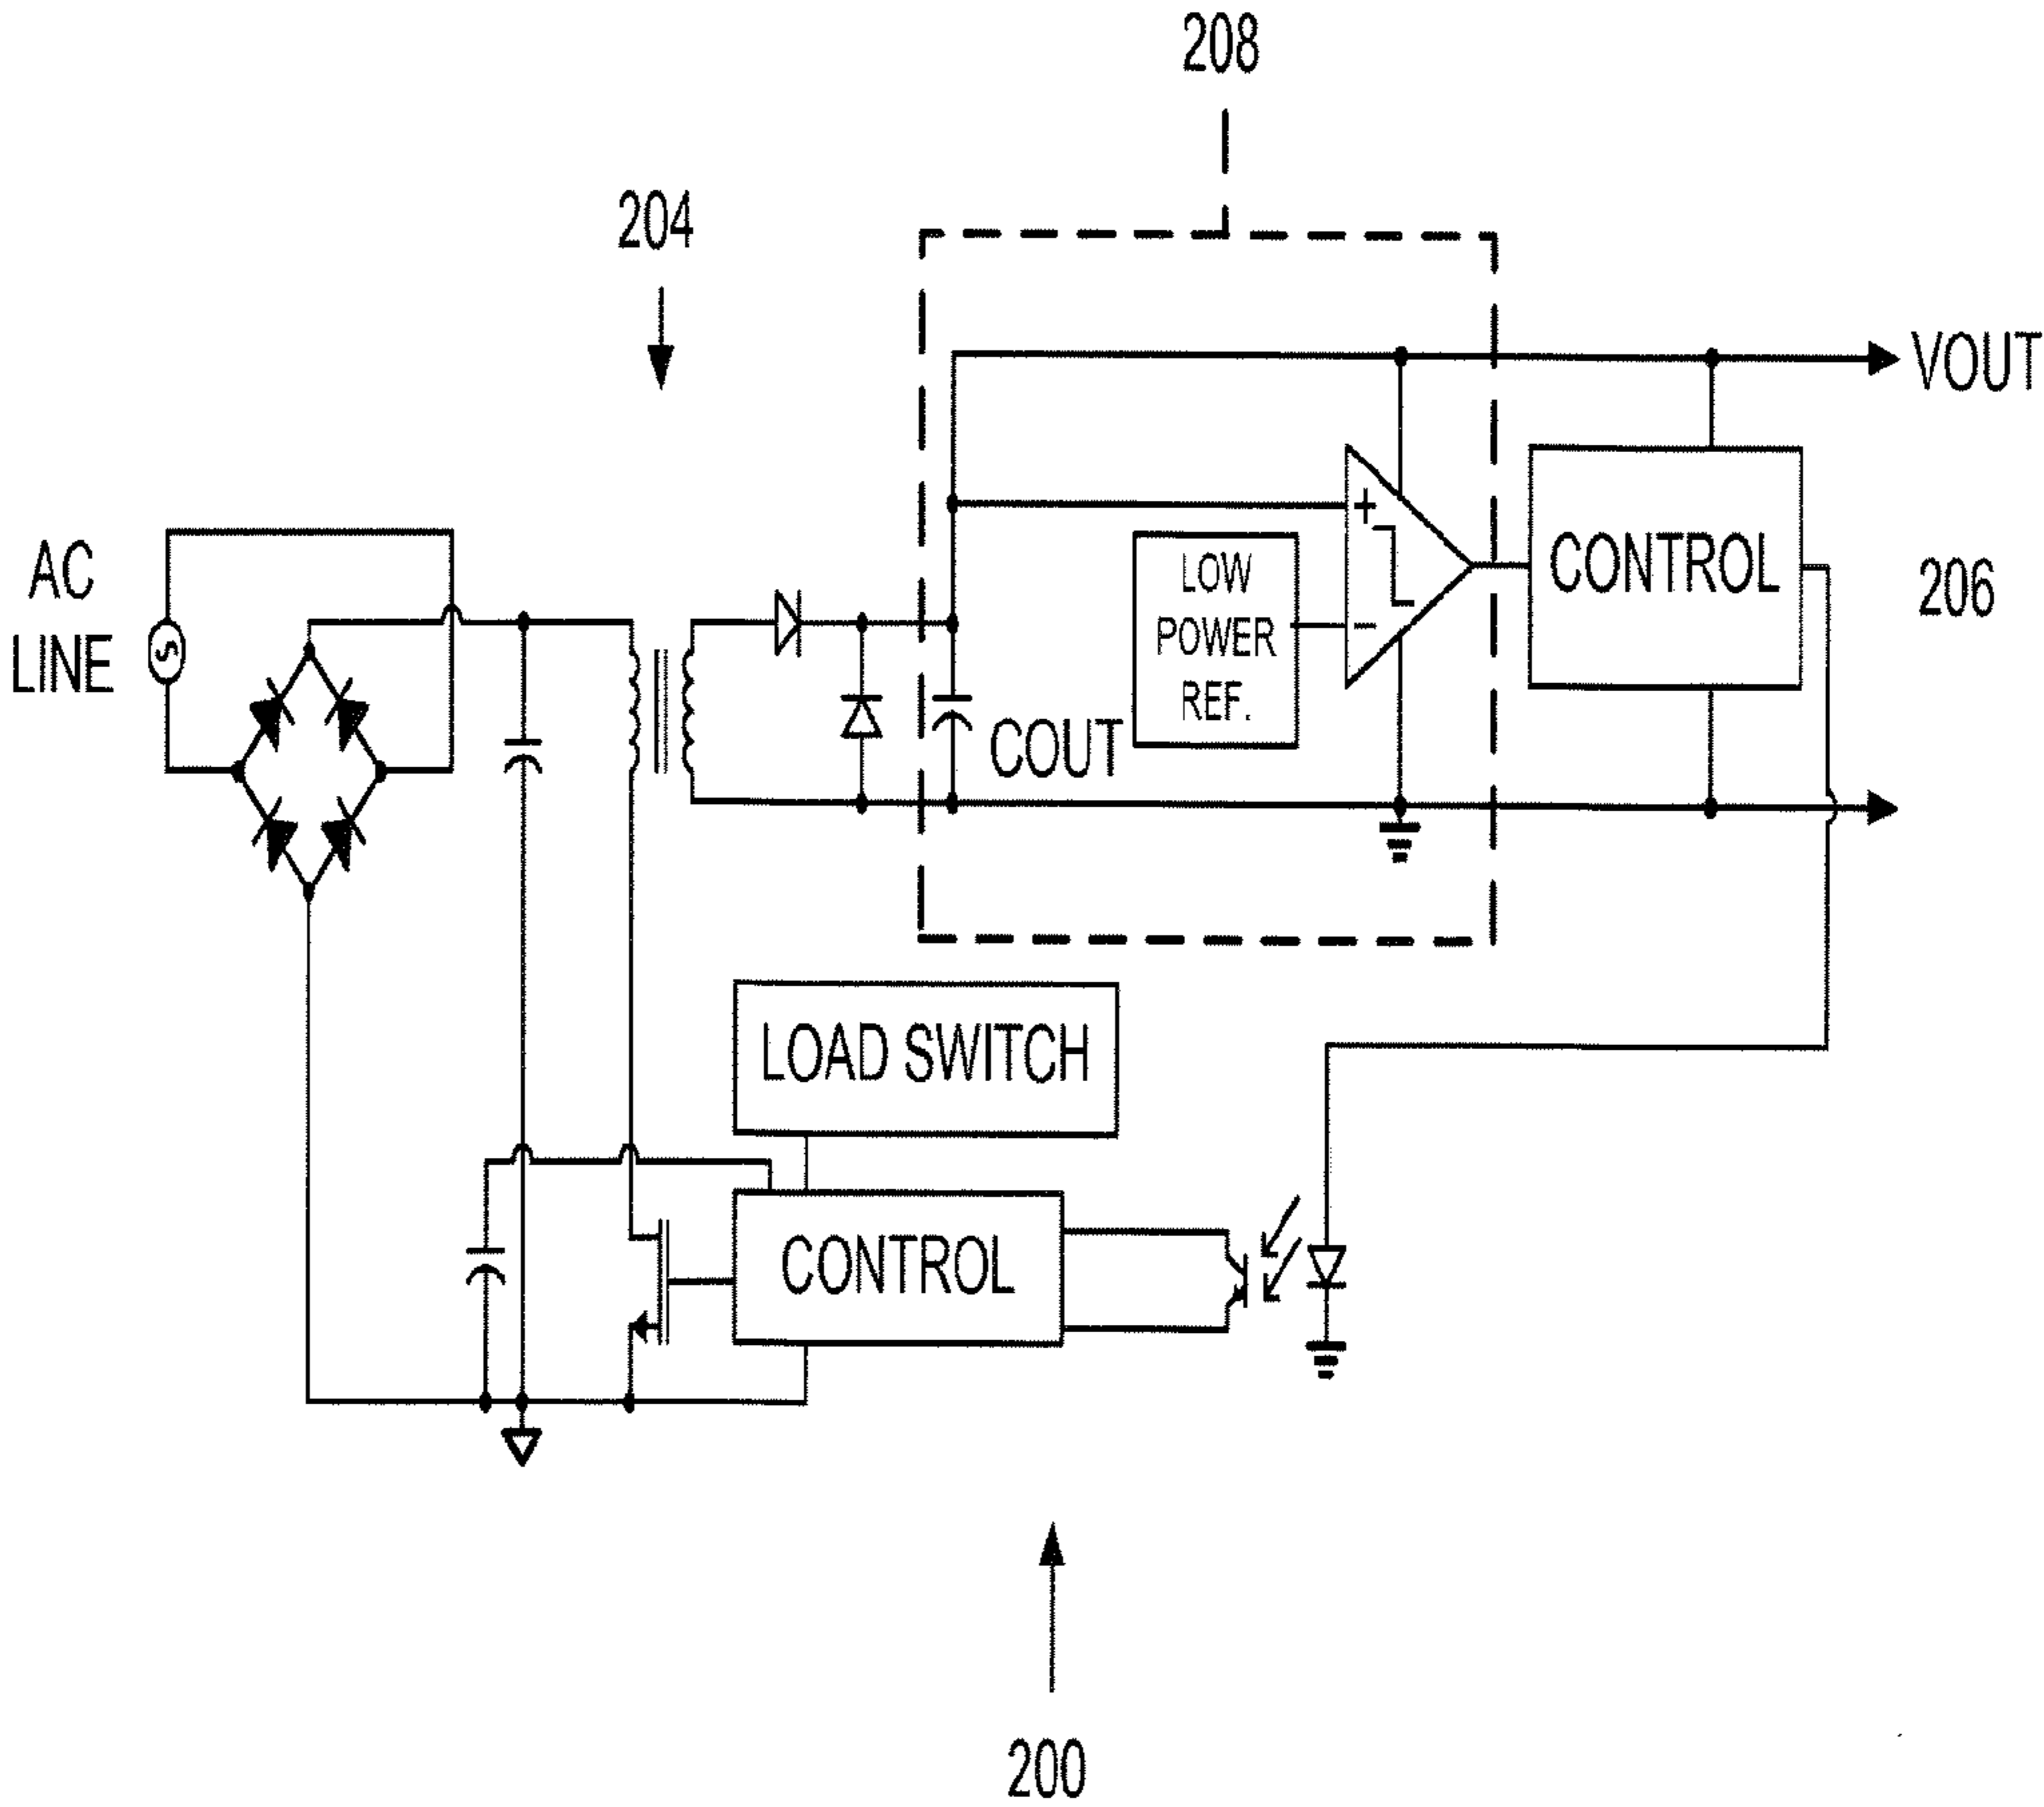 208
204
VOUT
AC
LINE
+
LOW
POWER
REF.
−
CONTROL
206
COUT
LOAD SWITCH
CONTROL
200